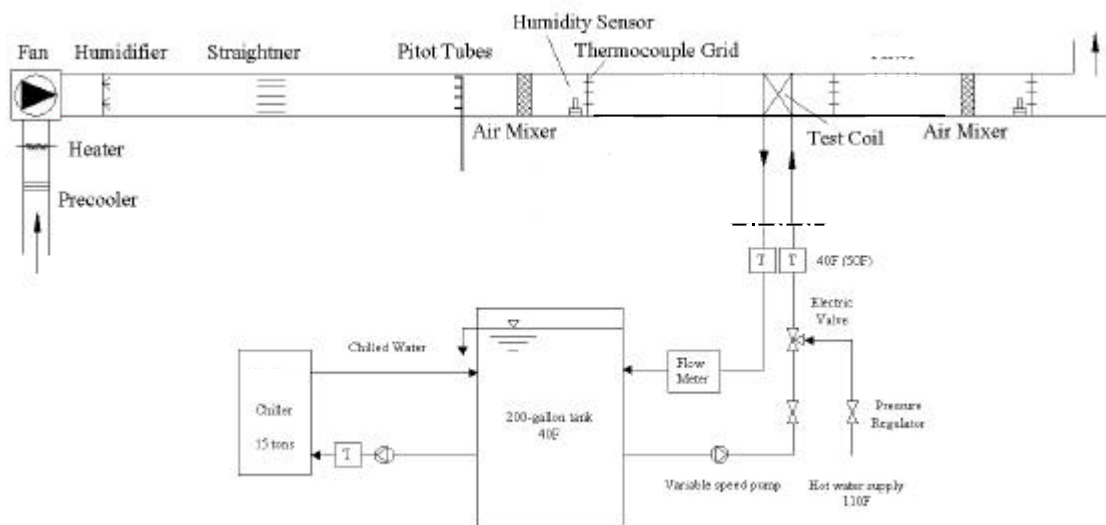 Humidity Sensor
Fan
Humidifier
Straightner
Pitot Tubes
Thermocouple Grid
Air Mixer
Test Coil
Air Mixer
Heater
Precooler
T
T
40F (50F)
Electric
Valve
Chilled Water
Flow
Meter
Chiller
15 tons
200-gallon tank
40F
Pressure
Regulator
T
Variable speed pump
Hot water supply
110F